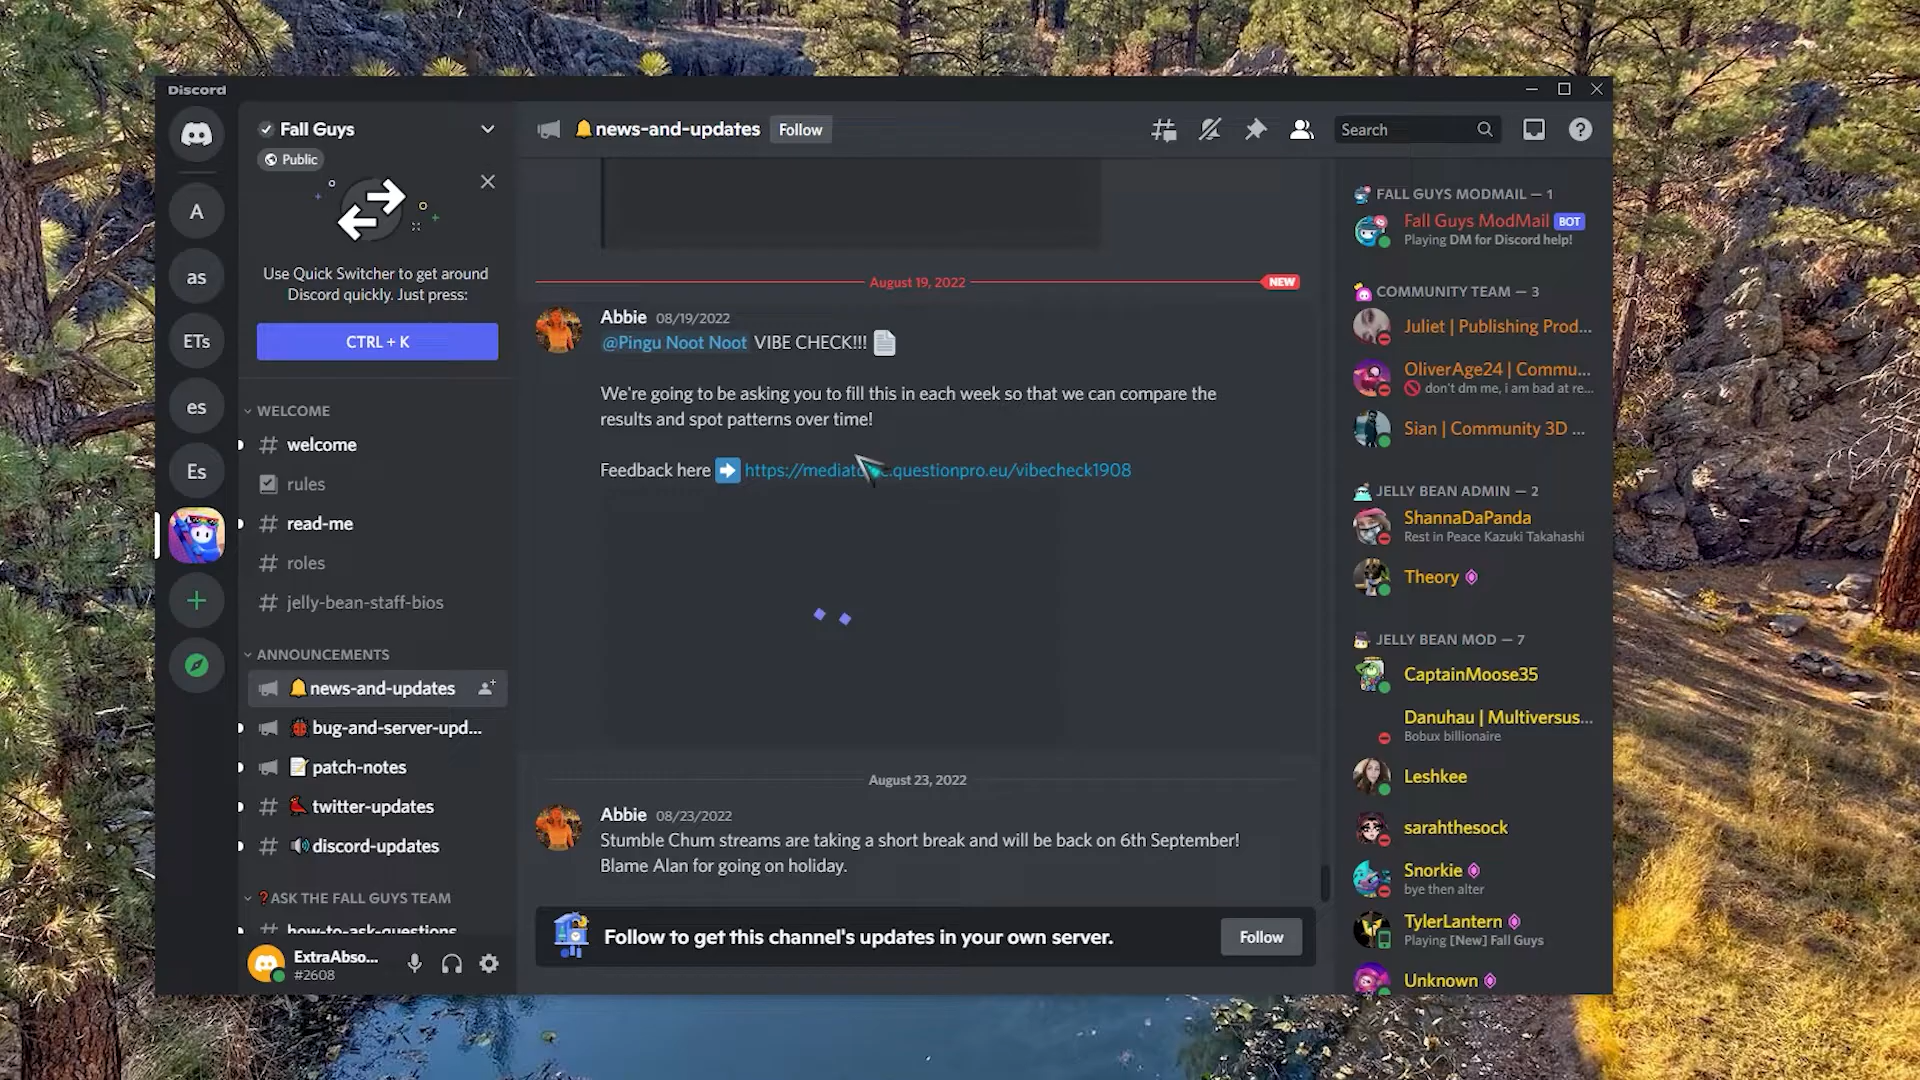 Discord
Fall Guys
Public
Use Quick Switcher to get around
Discord quickly. Just press:
CTRL + K
WELCOME
welcome
rules
read-me
roles
jelly-bean-staff-bios
ANNOUNCEMENTS
news-and-updates
bug-and-server-upd...
patch-notes
twitter-updates
discord-updates
ASK THE FALL GUYS TEAM
how-to-ask-questions
ExtraAbso...
#2608
A
as
ETs
es
Es
news-and-updates
Follow
Search
August 19, 2022
NEW
Abbie 08/19/2022
@Pingu Noot Noot VIBE CHECK!!!
We're going to be asking you to fill this in each week so that we can compare the
results and spot patterns over time!
Feedback here https://mediato .questionpro.eu/vibecheck1908
August 23, 2022
Abbie 08/23/2022
Stumble Chum streams are taking a short break and will be back on 6th September!
Blame Alan for going on holiday.
Follow to get this channel's updates in your own server.
Follow
FALL GUYS MODMAIL — 1
Fall Guys ModMail BOT
Playing DM for Discord help!
COMMUNITY TEAM — 3
Juliet | Publishing Prod...
OliverAge24 | Commu...
don't dm me, i am bad at re...
Sian | Community 3D ...
JELLY BEAN ADMIN — 2
ShannaDaPanda
Rest in Peace Kazuki Takahashi
Theory
JELLY BEAN MOD — 7
CaptainMoose35
Danuhau | Multiversus...
Bobux billionaire
Leshkee
sarahthesock
Snorkie
bye then alter
TylerLantern
Playing [New] Fall Guys
Unknown